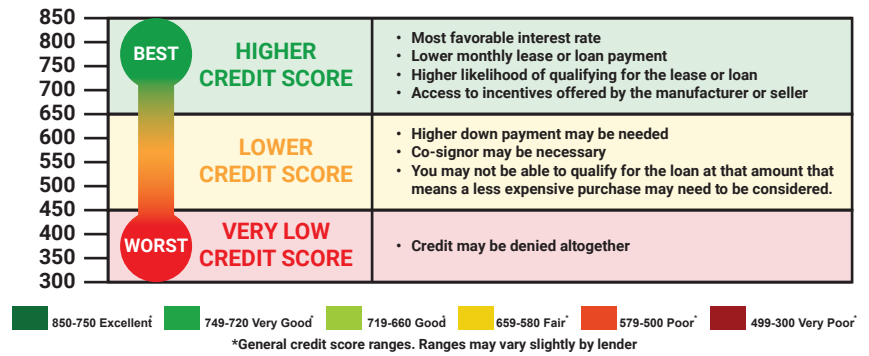 850
800
750
700
650
600
550
500
450
400
350
300
BEST
WORST
HIGHER
CREDIT SCORE
• Most favorable interest rate
• Lower monthly lease or loan payment
• Higher likelihood of qualifying for the lease or loan
• Access to incentives offered by the manufacturer or seller
LOWER
CREDIT SCORE
• Higher down payment may be needed
• Co-signor may be necessary
• You may not be able to qualify for the loan at that amount that
means a less expensive purchase may need to be considered.
VERY LOW
CREDIT SCORE
• Credit may be denied altogether
850-750 Excellent*
749-720 Very Good*
719-660 Good*
659-580 Fair*
579-500 Poor*
499-300 Very Poor*
*General credit score ranges. Ranges may vary slightly by lender